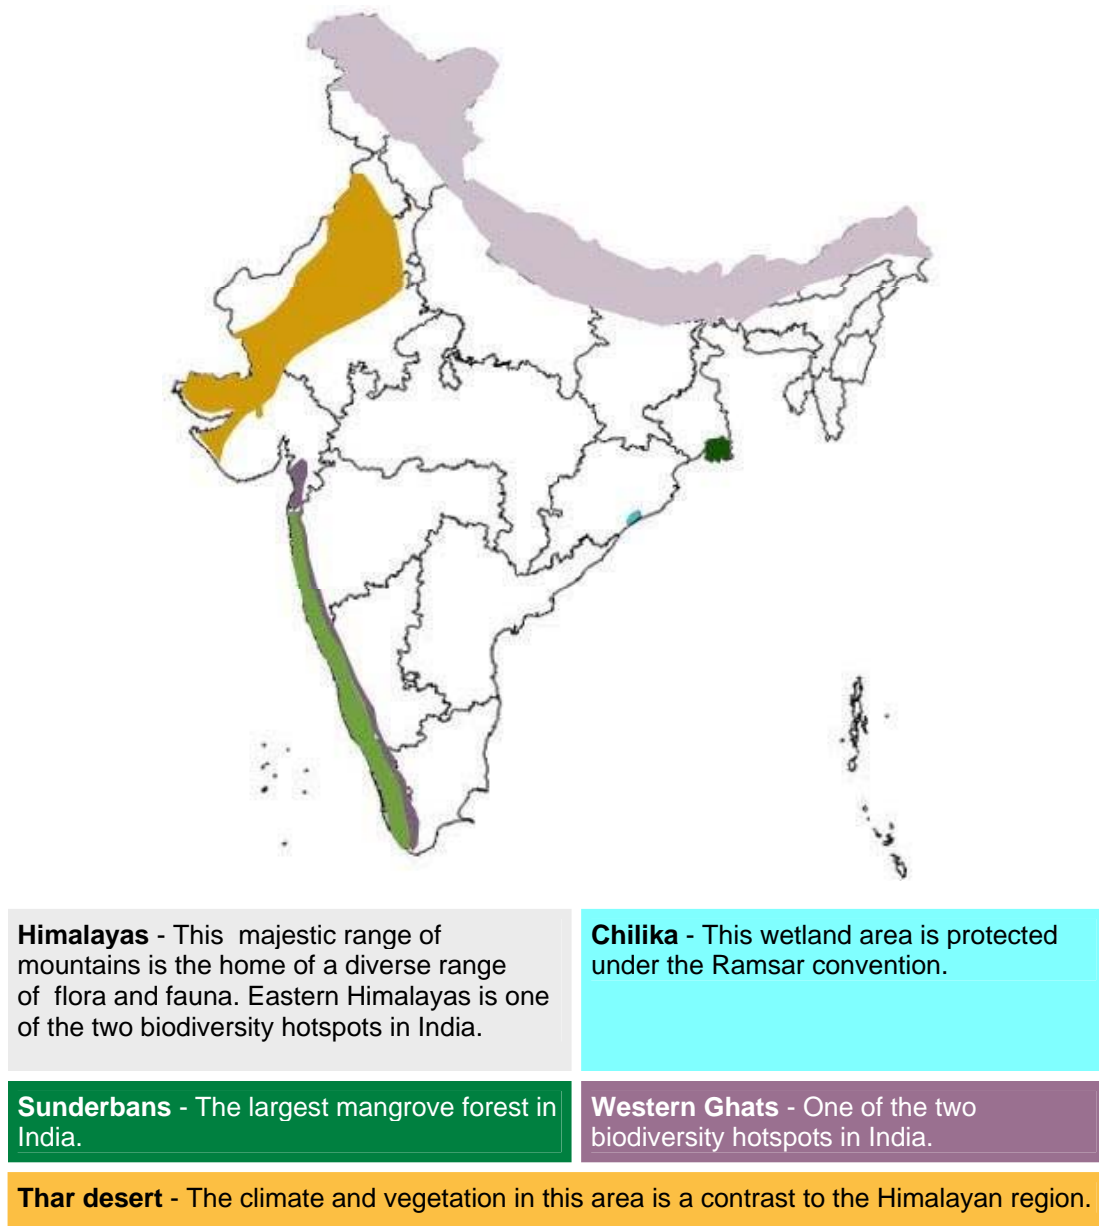 Himalayas - This majestic range of
mountains is the home of a diverse range
of flora and fauna. Eastern Himalayas is one
of the two biodiversity hotspots in India.
Chilika - This wetland area is protected
under the Ramsar convention.
Sunderbans - The largest mangrove forest in
India.
Western Ghats - One of the two
biodiversity hotspots in India.
Thar desert - The climate and vegetation in this area is a contrast to the Himalayan region.